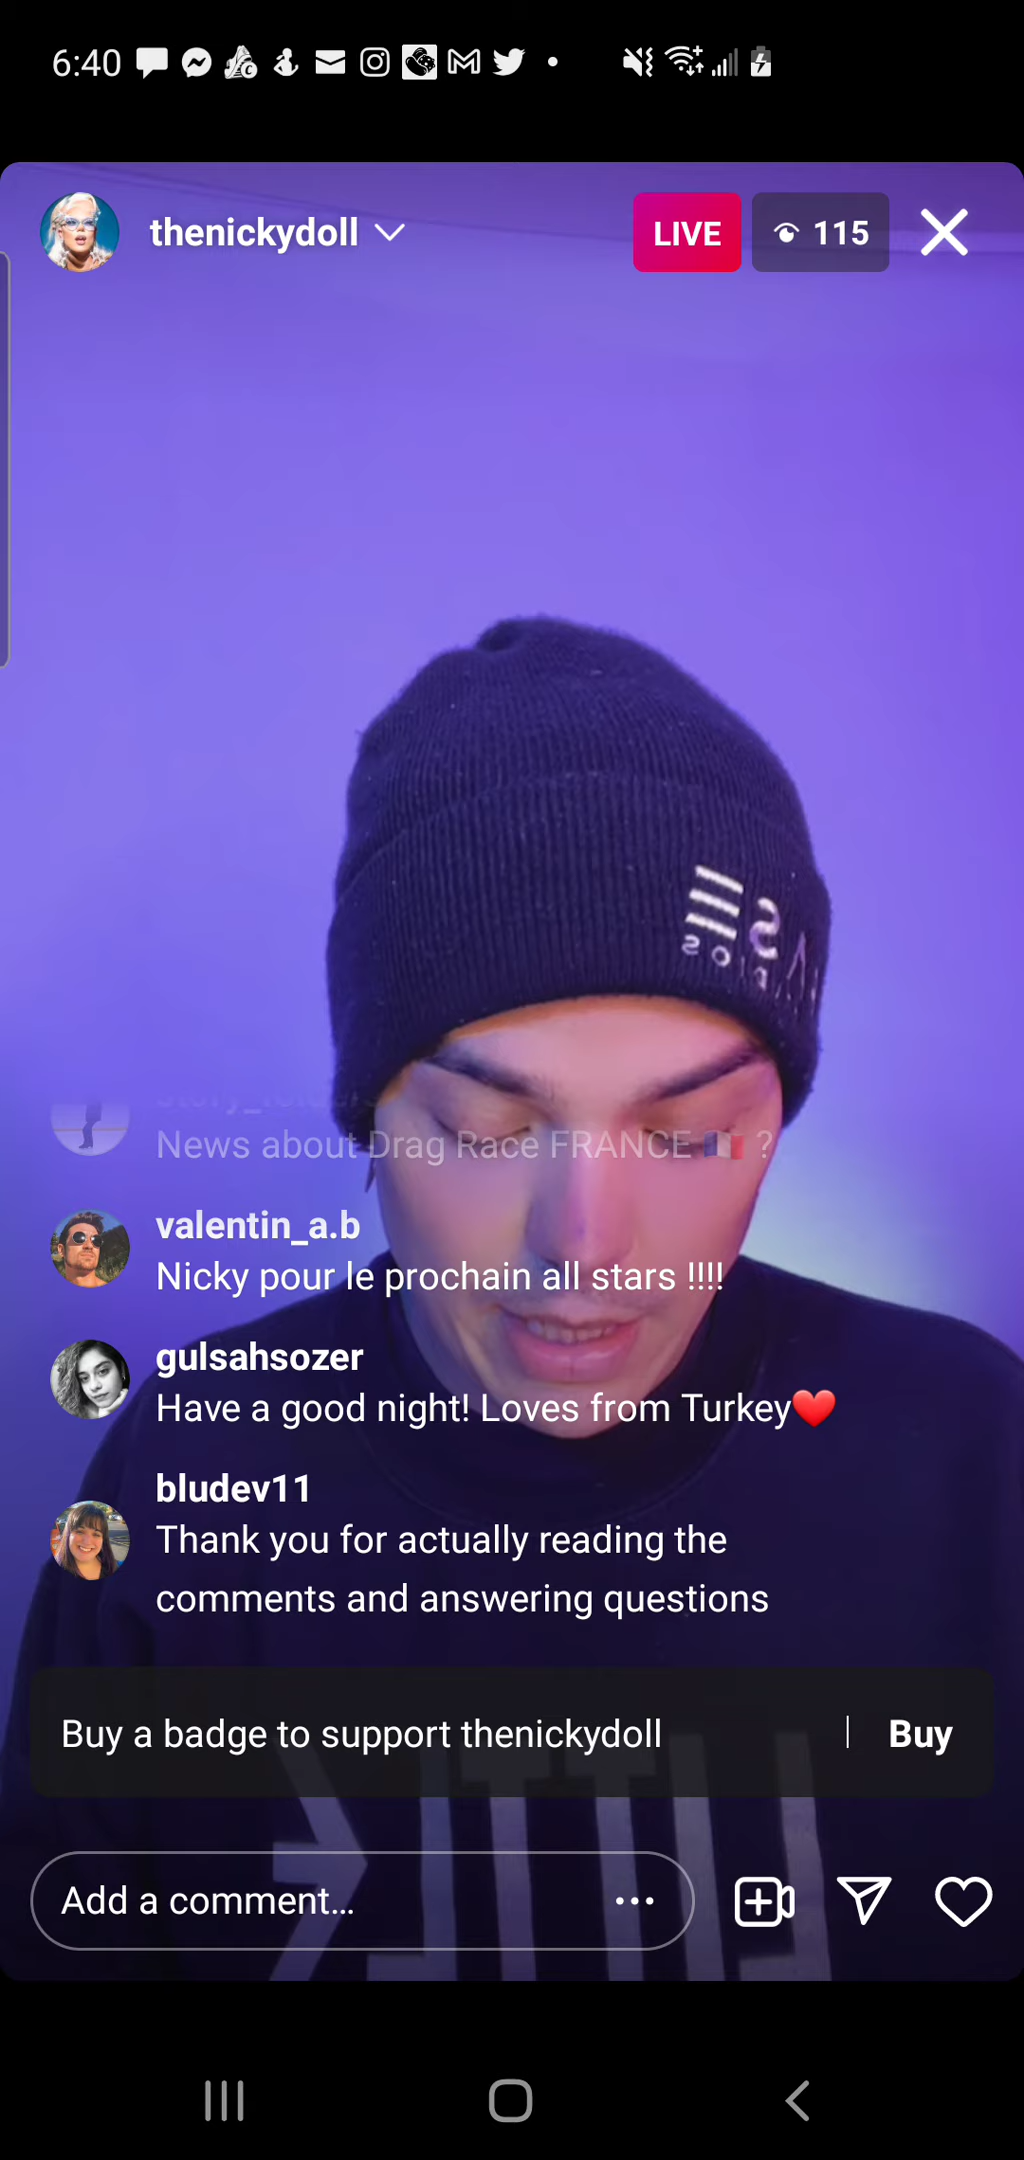 6:40
thenickydoll
LIVE
115
News about Drag Race FRANCE 🇫🇷 ?
valentin_a.b
Nicky pour le prochain all stars !!!!
gulsahsozer
Have a good night! Loves from Turkey❤️
bludev11
Thank you for actually reading the
comments and answering questions
Buy a badge to support thenickydoll
Buy
Add a comment...